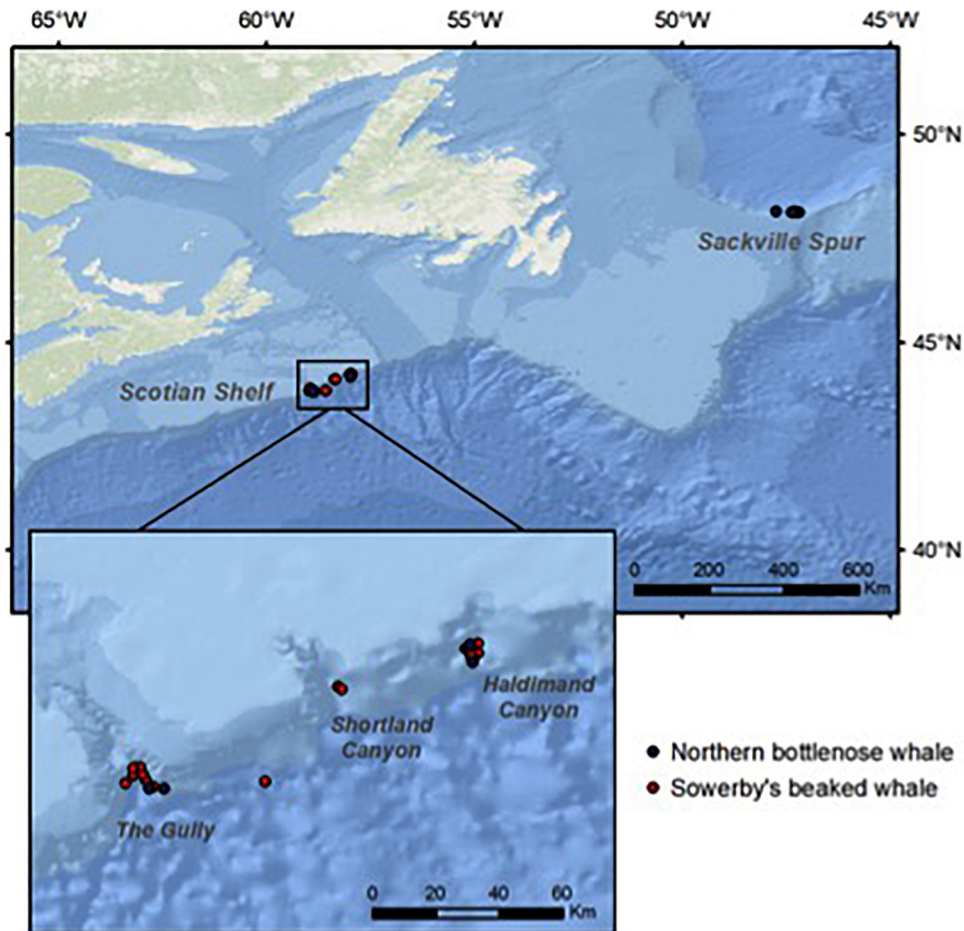 65°W 60°W 55°W 50°W 45°W
50°N
Sackville Spur
45°N
Scotian Shelf
40°N
0 200 400 600
Km
Haldimand
Canyon
Shortland
Canyon
The Gully
0 20 40 60
Km
Northern bottlenose whale
Sowerby's beaked whale